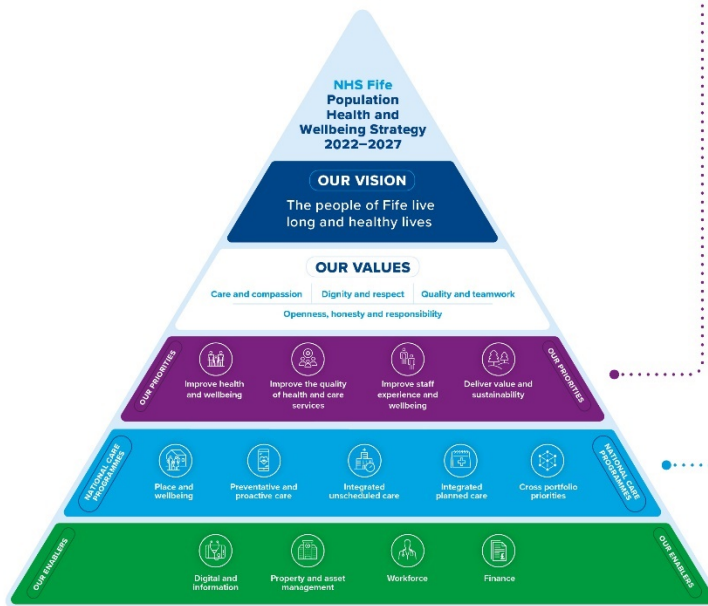 NHS Fife
Population
Health and
Wellbeing Strategy
2022–2027
OUR VISION
The people of Fife live
long and healthy lives
OUR VALUES
Care and compassion
Dignity and respect
Quality and teamwork
Openness, honesty and responsibility
OUR PRIORITIES
Improve health
and wellbeing
Improve the quality
of health and care
services
Improve staff
experience and
wellbeing
Deliver value and
sustainability
OUR PRIORITIES
NATIONAL CARE
PROGRAMMES
Place and
wellbeing
Preventative and
proactive care
Integrated
unscheduled care
Integrated
planned care
Cross portfolio
priorities
NATIONAL CARE
PROGRAMMES
OUR ENABLERS
Digital and
information
Property and asset
management
Workforce
Finance
OUR ENABLERS